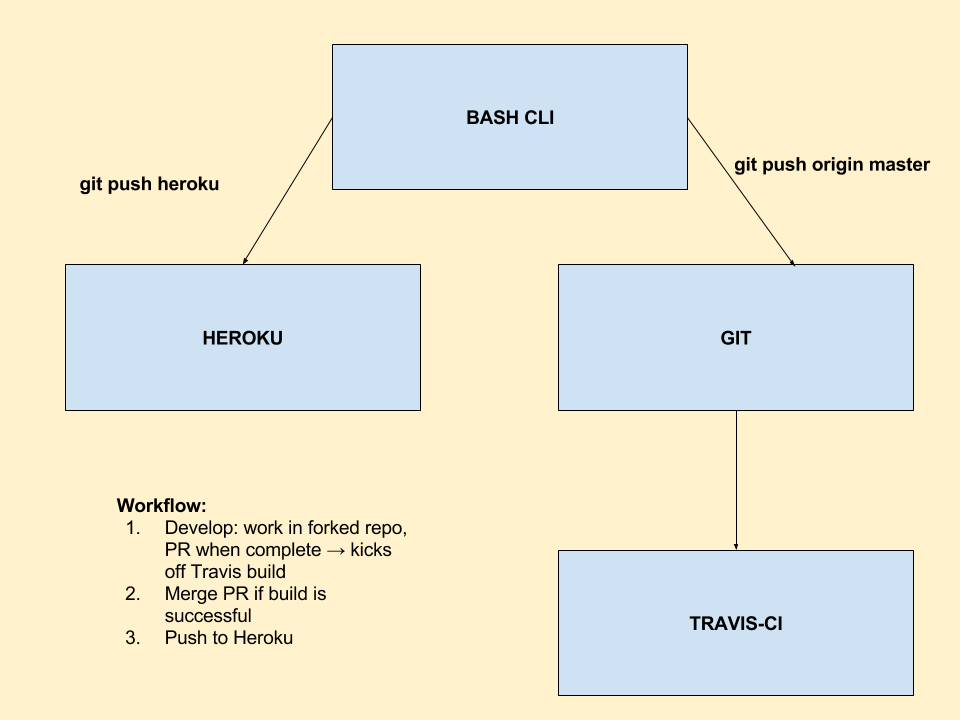 BASH CLI
git push origin master
git push heroku
HEROKU
GIT
Workflow:
1. Develop: work in forked repo,
PR when complete → kicks
off Travis build
2. Merge PR if build is
successful
3. Push to Heroku
TRAVIS-CI